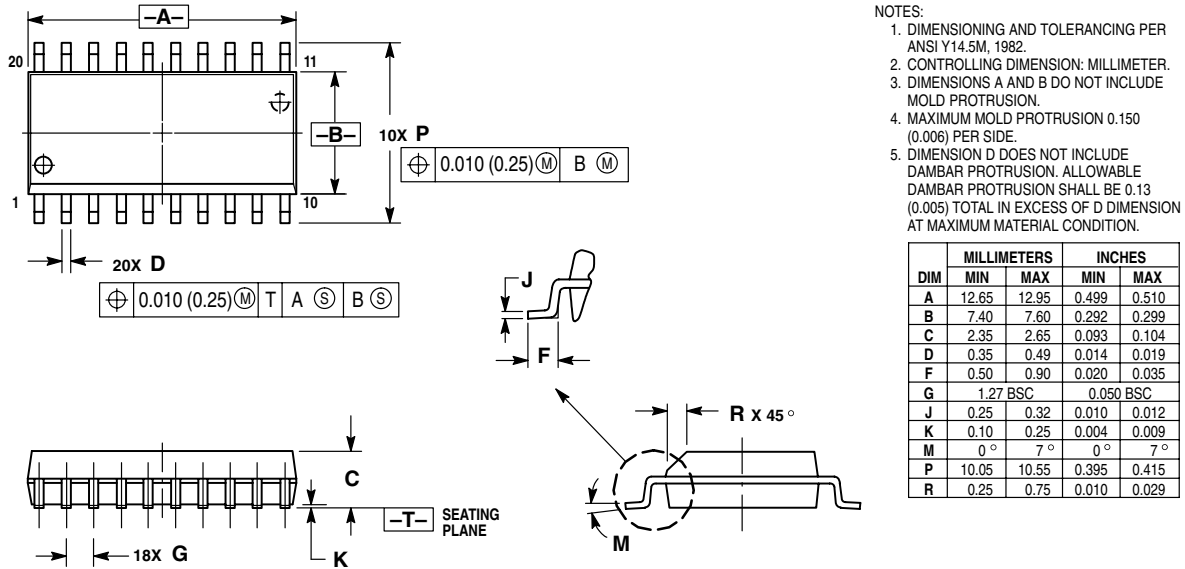 –A–
20
11
–B–
10X P
0.010 (0.25) Ⓜ B Ⓜ
1
10
20X D
0.010 (0.25) Ⓜ T A Ⓢ B Ⓢ
J
F
R X 45°
C
–T– SEATING
PLANE
M
18X G
K
NOTES:
1. DIMENSIONING AND TOLERANCING PER
ANSI Y14.5M, 1982.
2. CONTROLLING DIMENSION: MILLIMETER.
3. DIMENSIONS A AND B DO NOT INCLUDE
MOLD PROTRUSION.
4. MAXIMUM MOLD PROTRUSION 0.150
(0.006) PER SIDE.
5. DIMENSION D DOES NOT INCLUDE
DAMBAR PROTRUSION. ALLOWABLE
DAMBAR PROTRUSION SHALL BE 0.13
(0.005) TOTAL IN EXCESS OF D DIMENSION
AT MAXIMUM MATERIAL CONDITION.
MILLIMETERS INCHES
DIM MIN MAX MIN MAX
A 12.65 12.95 0.499 0.510
B 7.40 7.60 0.292 0.299
C 2.35 2.65 0.093 0.104
D 0.35 0.49 0.014 0.019
F 0.50 0.90 0.020 0.035
G 1.27 BSC 0.050 BSC
J 0.25 0.32 0.010 0.012
K 0.10 0.25 0.004 0.009
M 0° 7° 0° 7°
P 10.05 10.55 0.395 0.415
R 0.25 0.75 0.010 0.029